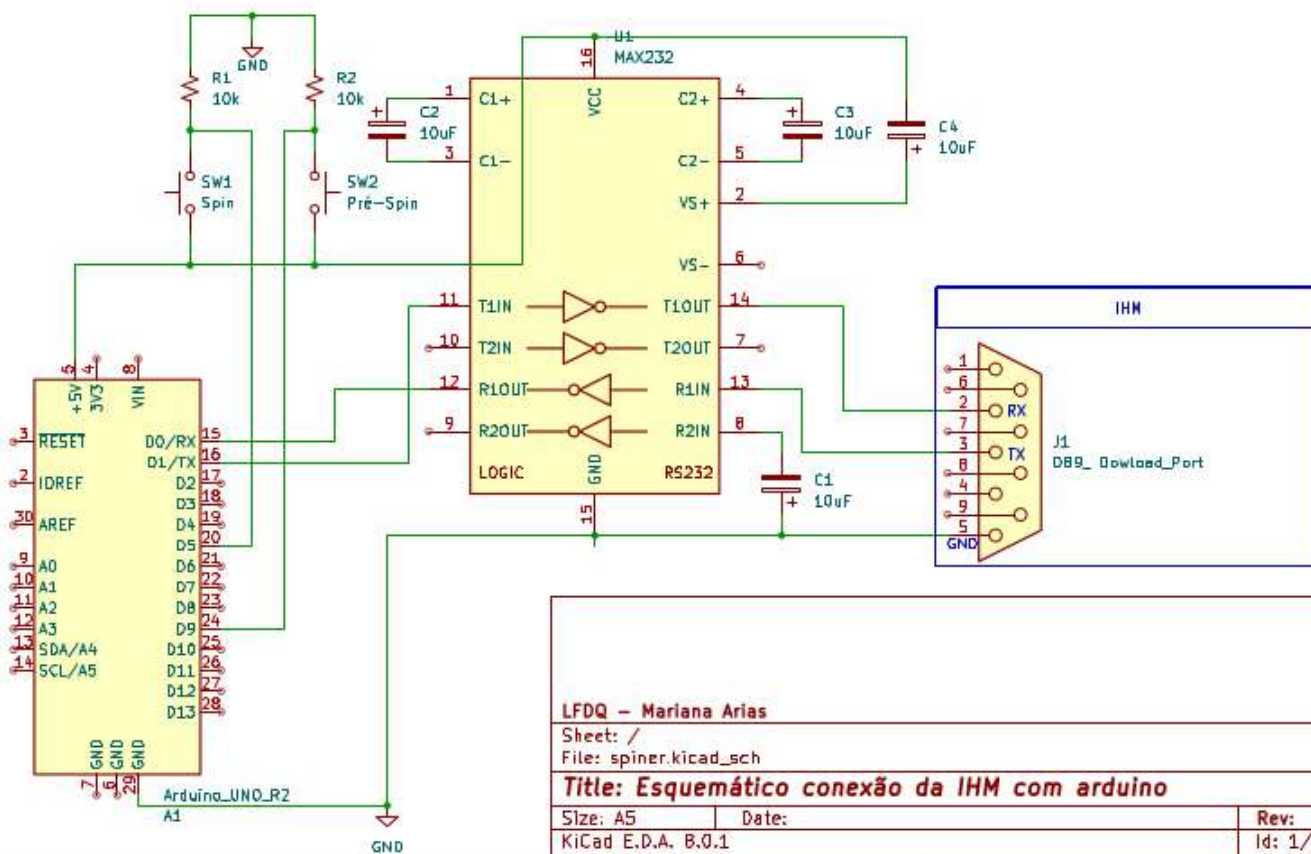 GND
R1
10k
R2
10k
SW1
Spin
SW2
Pré-Spin
U1
MAX232
16
VCC
1
C1+
3
C1-
C2
10uF
+
C2+
4
C2-
5
VS+
2
VS-
6
C3
10uF
+
C4
10uF
+
11
T1IN
T1OUT
14
10
T2IN
T2OUT
7
12
R1OUT
R1IN
13
9
R2OUT
R2IN
8
LOGIC
GND
RS232
15
C1
10uF
+
IHM
1
6
2
RX
7
3
TX
8
4
9
5
GND
J1
DB9_ Dowload_Port
5
+5V
4
3V3
8
VIN
3
RESET
2
IDREF
30
AREF
9
A0
10
A1
11
A2
12
A3
13
SDA/A4
14
SCL/A5
D0/RX
15
D1/TX
16
D2
17
D3
18
D4
19
D5
20
D6
21
D7
22
D8
23
D9
24
D10
25
D11
26
D12
27
D13
28
GND
7
GND
6
GND
29
Arduino_UNO_R2
A1
GND
LFDQ – Mariana Arias
Sheet: /
File: spiner.kicad_sch
Title: Esquemático conexão da IHM com arduino
Size: A5
Date:
Rev:
KiCad E.D.A. 8.0.1
Id: 1/